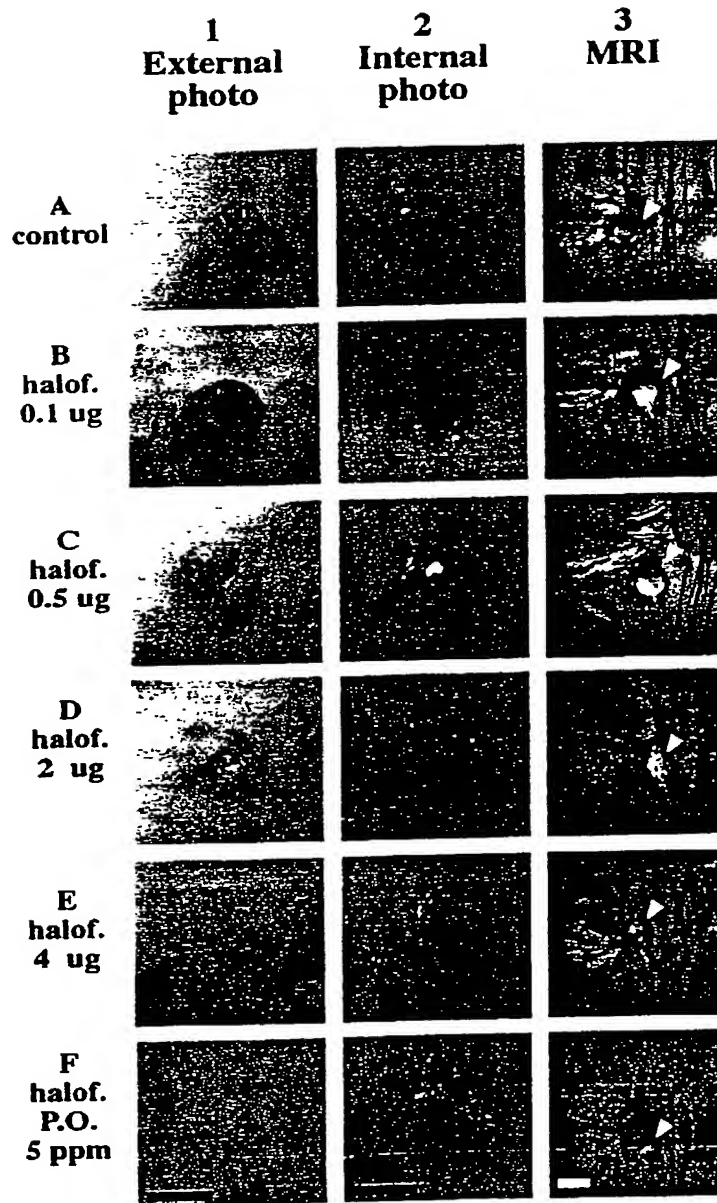 1
External
photo
2
Internal
photo
3
MRI
A
control
B
halof.
0.1 ug
C
halof.
0.5 ug
D
halof.
2 ug
E
halof.
4 ug
F
halof.
P.O.
5 ppm